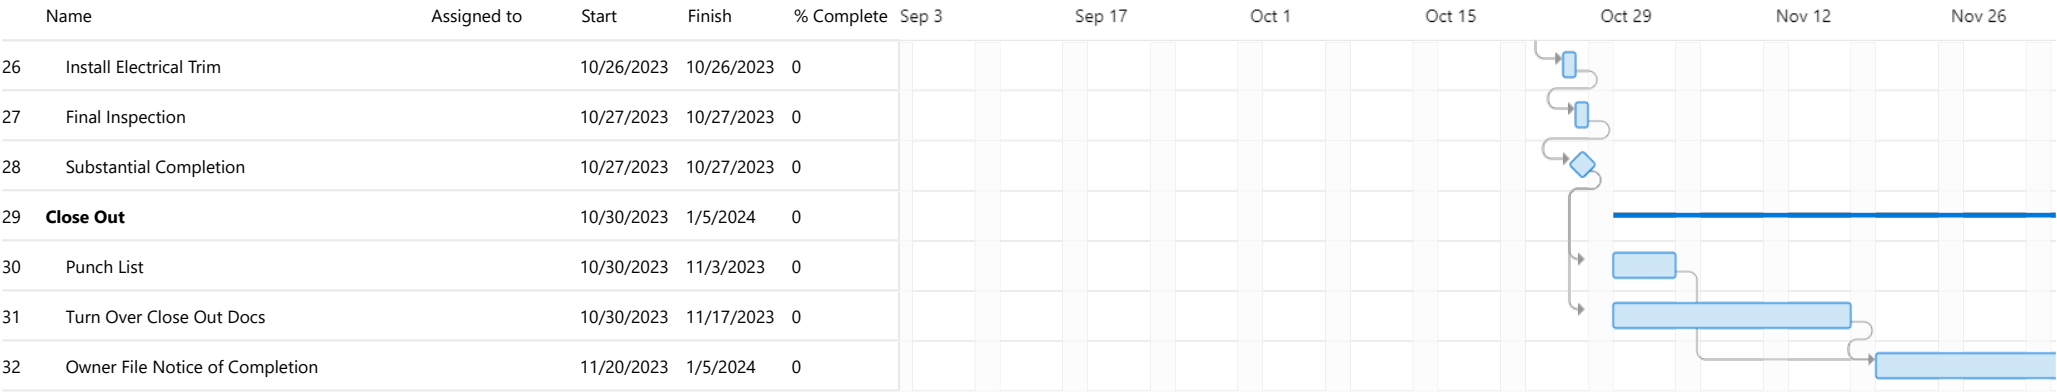 Name Assigned to Start Finish % Complete Sep 3 Sep 17 Oct 1 Oct 15 Oct 29 Nov 12 Nov 26
26 Install Electrical Trim 10/26/2023 10/26/2023 0
27 Final Inspection 10/27/2023 10/27/2023 0
28 Substantial Completion 10/27/2023 10/27/2023 0
29 Close Out 10/30/2023 1/5/2024 0
30 Punch List 10/30/2023 11/3/2023 0
31 Turn Over Close Out Docs 10/30/2023 11/17/2023 0
32 Owner File Notice of Completion 11/20/2023 1/5/2024 0